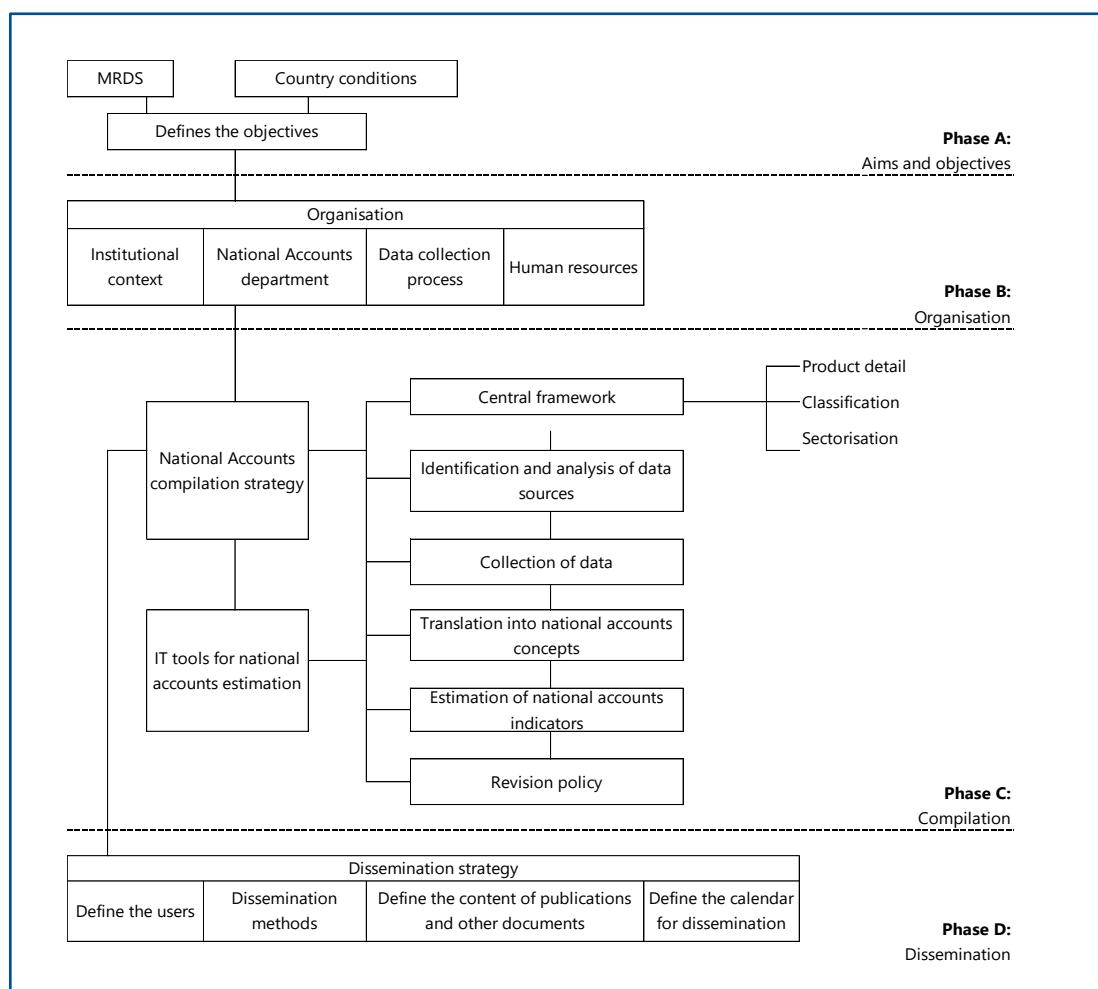 MRDS
Country conditions
Defines the objectives
Phase A:
Aims and objectives
Organisation
Institutional
context
National Accounts
department
Data collection
process
Human resources
Phase B:
Organisation
Central framework
Product detail
Classification
Sectorisation
National Accounts
compilation strategy
Identification and analysis of data
sources
Collection of data
IT tools for national
accounts estimation
Translation into national accounts
concepts
Estimation of national accounts
indicators
Revision policy
Phase C:
Compilation
Dissemination strategy
Define the users
Dissemination
methods
Define the content of publications
and other documents
Define the calendar
for dissemination
Phase D:
Dissemination